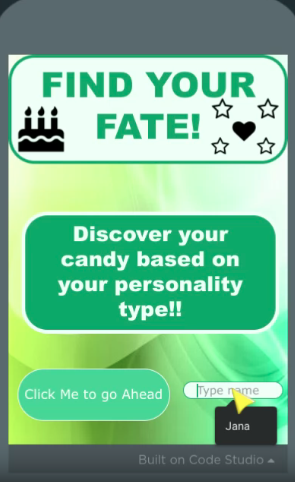 FIND YOUR
FATE!
Discover your
candy based on
your personality
type!!
Click Me to go Ahead
Type name
Jana
Built on Code Studio